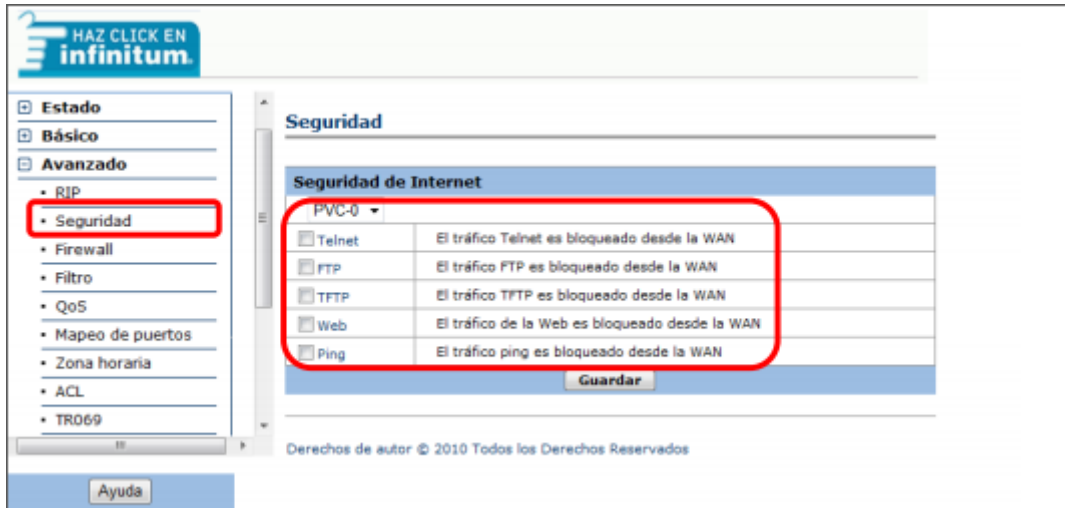 HAZ CLICK EN
infinitum.
Estado
Básico
Avanzado
• RIP
• Seguridad
• Firewall
• Filtro
• QoS
• Mapeo de puertos
• Zona horaria
• ACL
• TR069
Ayuda
Seguridad
Seguridad de Internet
PVC-0
Telnet El tráfico Telnet es bloqueado desde la WAN
FTP El tráfico FTP es bloqueado desde la WAN
TFTP El tráfico TFTP es bloqueado desde la WAN
Web El tráfico de la Web es bloqueado desde la WAN
Ping El tráfico ping es bloqueado desde la WAN
Guardar
Derechos de autor © 2010 Todos los Derechos Reservados